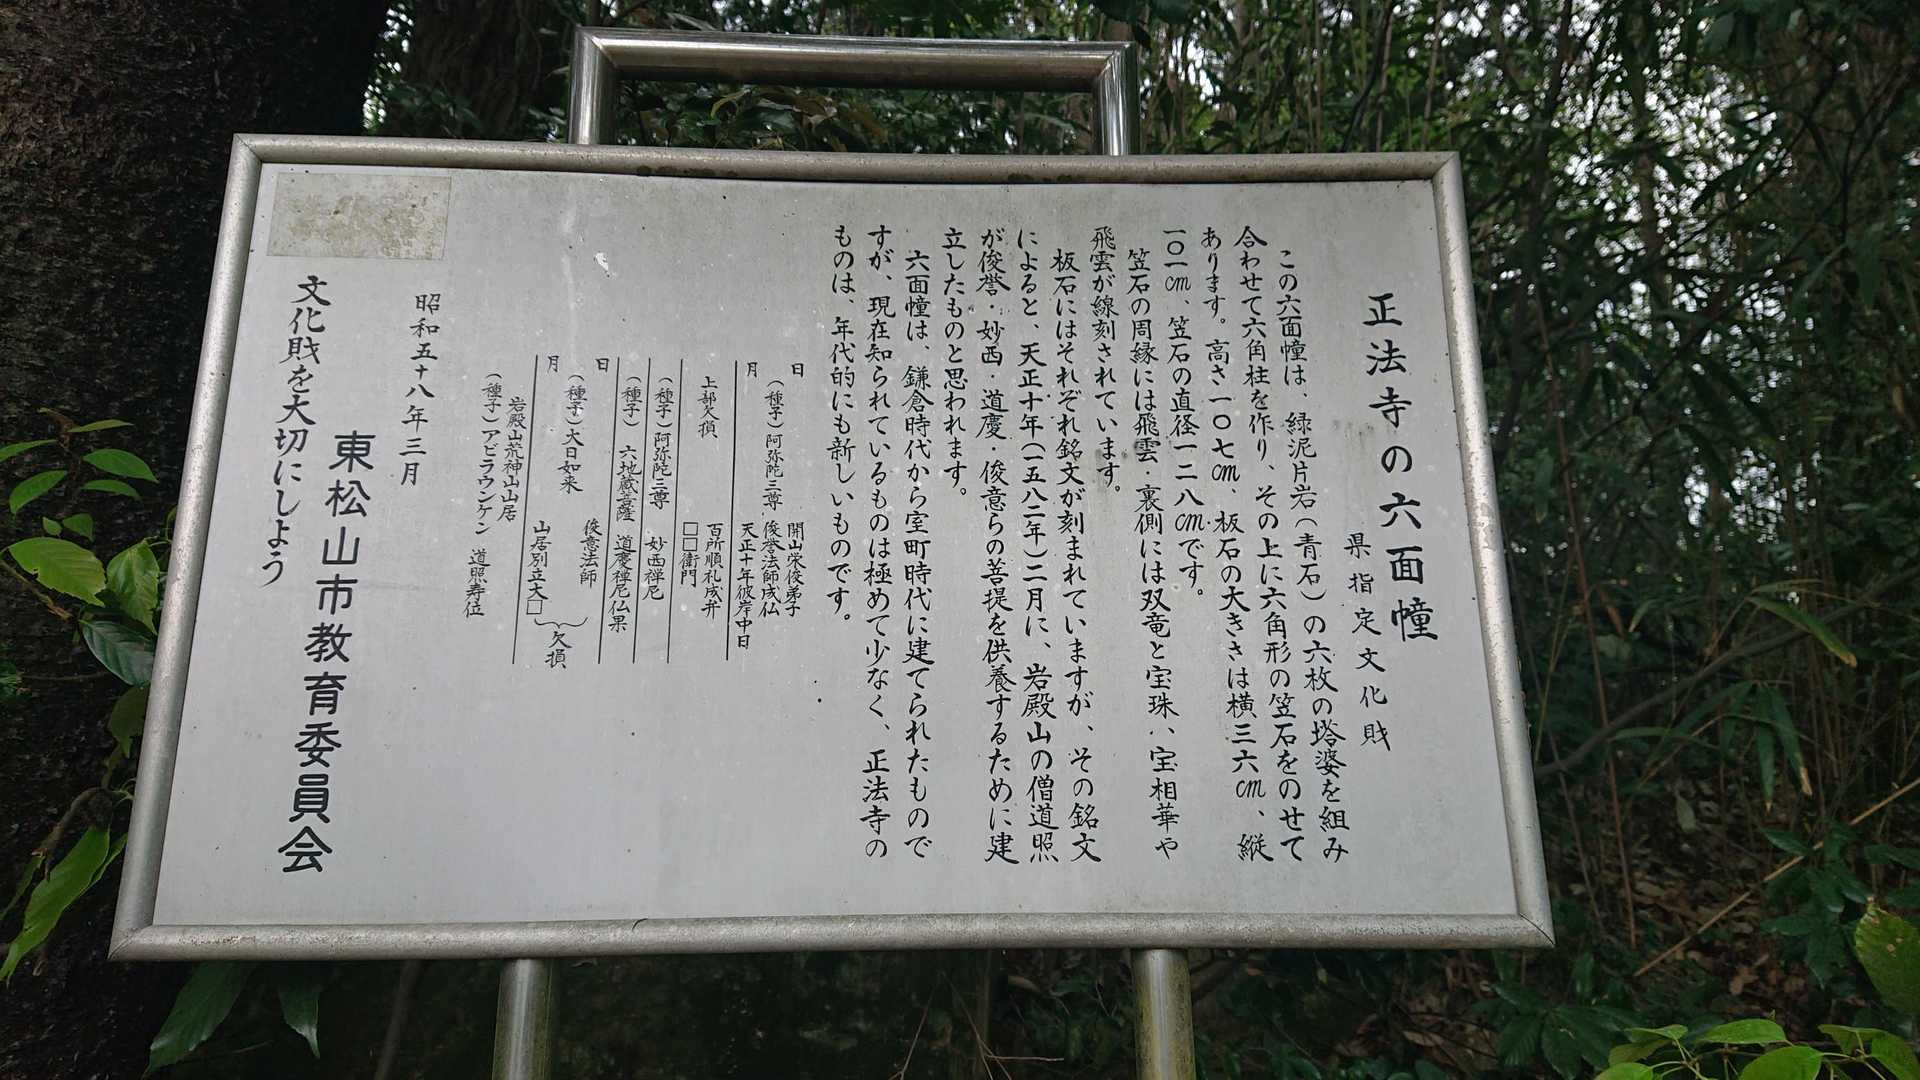 正法寺の六面幢
県指定文化財
この六面幢は、緑泥片岩（青石）の六枚の塔婆を組み
合わせて六角柱を作り、その上に六角形の笠石をのせて
あります。高さ一〇七㎝、板石の大きさは横三六㎝、縦
一〇一㎝、笠石の直径一二八㎝です。
笠石の周縁には飛雲・裏側には双竜と宝珠、宝相華や
飛雲が線刻されています。
板石にはそれぞれ銘文が刻まれていますが、その銘文
によると、天正十年（一五八二年）二月に、岩殿山の僧道照
が俊誉・妙西・道慶・俊意らの菩提を供養するために建
立したものと思われます。
六面幢は、鎌倉時代から室町時代に建てられたもので
すが、現在知られているものは極めて少なく、正法寺の
ものは、年代的にも新しいものです。
日
開山栄俊弟子
（種子）阿弥陀三尊 俊誉法師成仏
月
天正十年彼岸中日
上部欠損 百所順礼成弁
□□衛門
（種子）阿弥陀三尊 妙西禅尼
（種子）六地蔵菩薩 道慶禅尼仏果
日
俊意法師
（種子）大日如来
月
山居別立大□
欠損
岩殿山荒神山山居
（種子）アビラウンケン 道照寿位
昭和五十八年三月
東松山市教育委員会
文化財を大切にしよう